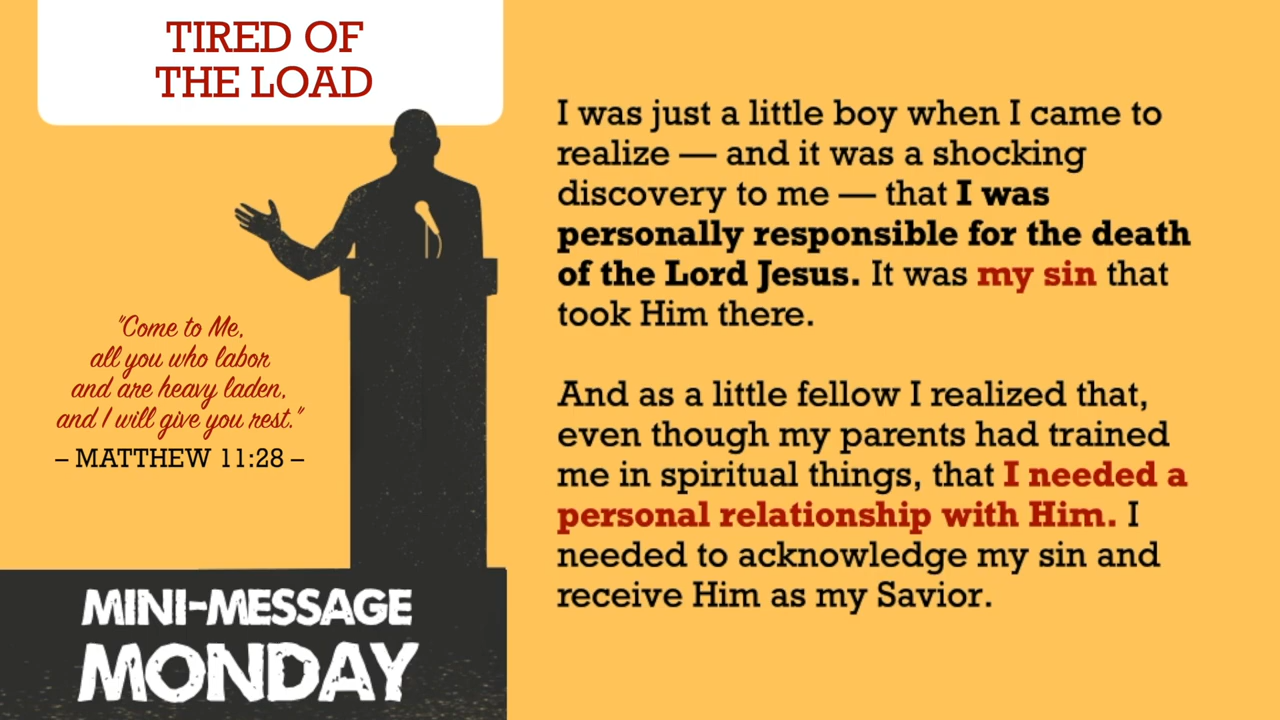 TIRED OF
THE LOAD
"Come to Me,
all you who labor
and are heavy laden,
and I will give you rest."
– MATTHEW 11:28 –
MINI-MESSAGE
MONDAY
I was just a little boy when I came to
realize — and it was a shocking
discovery to me — that I was
personally responsible for the death
of the Lord Jesus. It was my sin that
took Him there.
And as a little fellow I realized that,
even though my parents had trained
me in spiritual things, that I needed a
personal relationship with Him. I
needed to acknowledge my sin and
receive Him as my Savior.